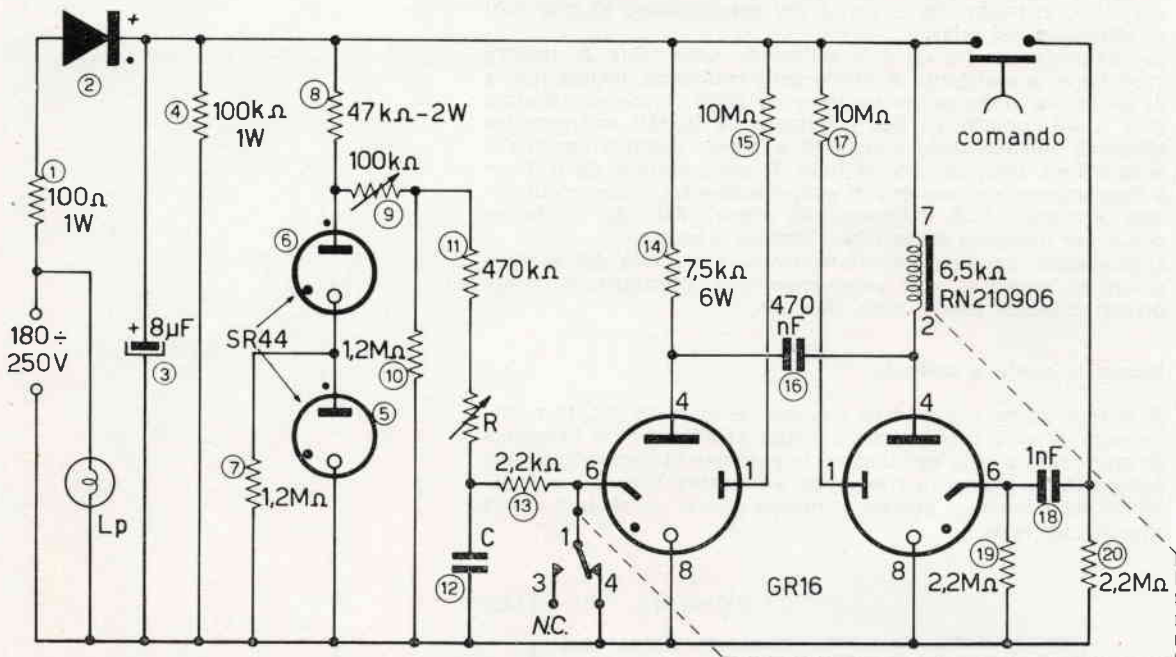 +
②
④
100kΩ
1W
⑧
47kΩ-2W
10MΩ
⑮
10MΩ
⑰
comando
①
100Ω
1W
100kΩ
⑨
⑥
⑪
470kΩ
⑭
7,5kΩ
6W
7
6,5kΩ
RN210906
2
180÷
250V
+
8μF
③
SR44
1,2MΩ
⑩
470
nF
⑯
⑤
R
⑦
1,2MΩ
Lp
2,2kΩ
⑬
4
6
1
8
4
1
6
8
1nF
⑱
C
⑫
1
3
4
N.C.
GR16
⑲
2,2MΩ
⑳
2,2MΩ